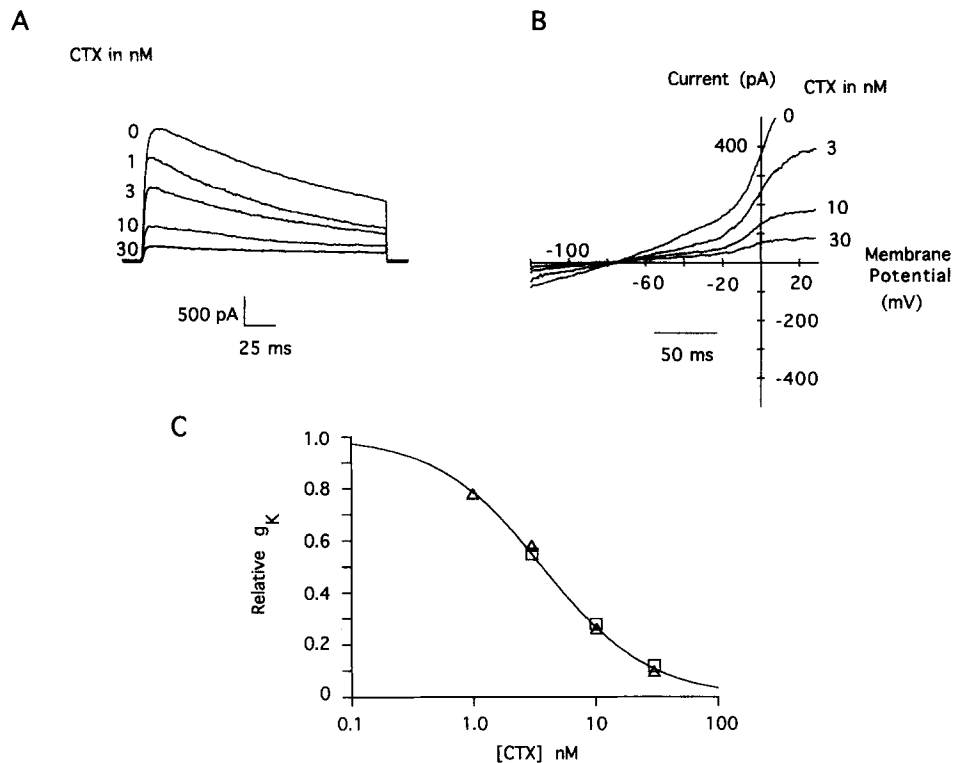 A
CTX in nM
0
1
3
10
30
500 pA
25 ms
B
Current (pA)
CTX in nM
0
400
3
10
30
-100
-60
-20
20
Membrane
Potential
(mV)
50 ms
-200
-400
C
Relative gK
1.0
0.8
0.6
0.4
0.2
0
0.1
1.0
10
100
[CTX] nM